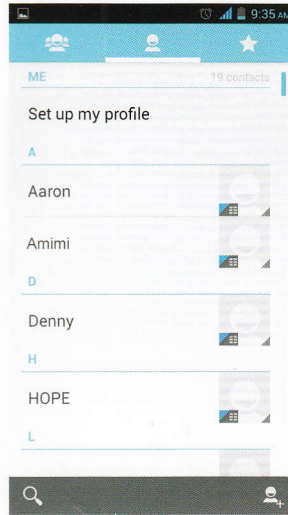 9:35 AM
ME 19 contacts
Set up my profile
A
Aaron
Amimi
D
Denny
H
HOPE
L